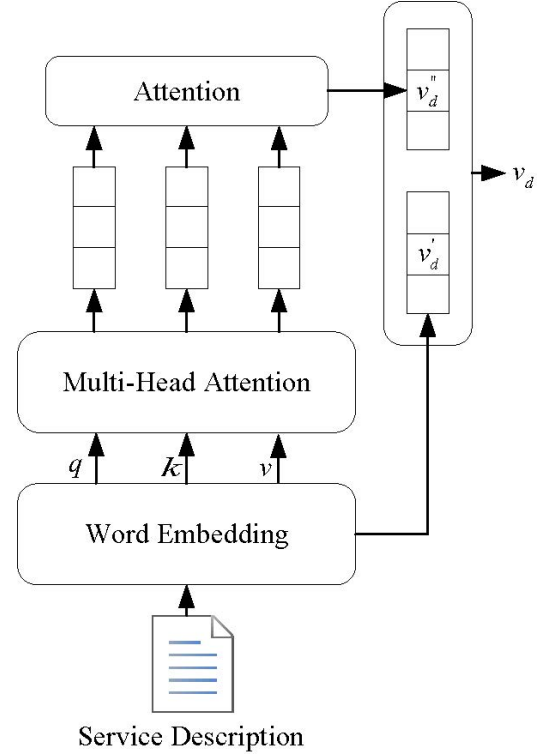 Attention
v''_d
v_d
v'_d
Multi-Head Attention
q k v
Word Embedding
Service Description